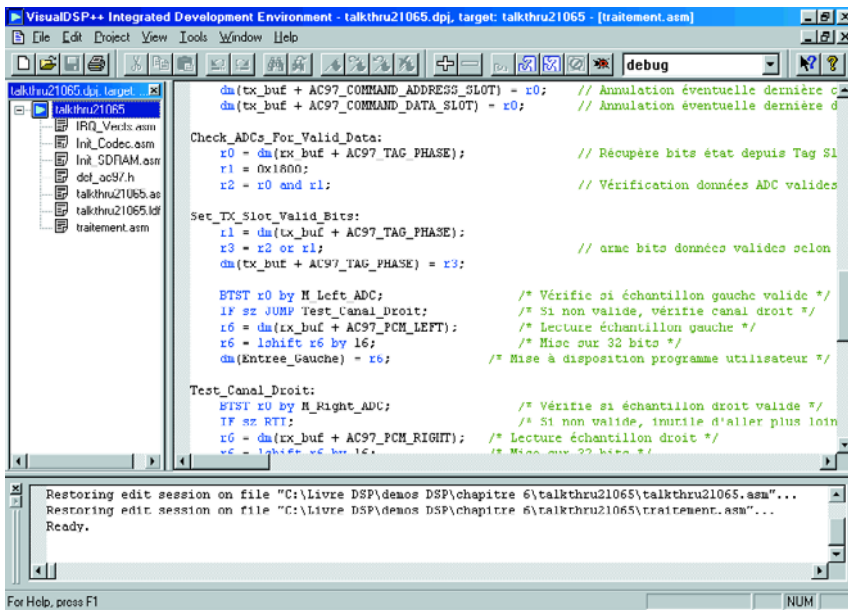 VisualDSP++ Integrated Development Environment - talkthru21065.dpj, target: talkthru21065 - [traitement.asm]
File Edit Project View Tools Window Help
debug
talkthru21065.dpj, target: ...
talkthru21065
IRQ_Vects.asm
Init_Codec.asm
Init_SDRAM.asm
def_ac97.h
talkthru21065.as
talkthru21065.ldf
traitement.asm
dm(tx_buf + AC97_COMMAND_ADDRESS_SLOT) = r0; // Annulation éventuelle dernière c
dm(tx_buf + AC97_COMMAND_DATA_SLOT) = r0; // Annulation éventuelle dernière d
Check_ADCs_For_Valid_Data:
r0 = dm(rx_buf + AC97_TAG_PHASE); // Récupère bits état depuis Tag Sl
r1 = 0x1800;
r2 = r0 and r1; // Vérification données ADC valides
Set_TX_Slot_Valid_Bits:
r1 = dm(tx_buf + AC97_TAG_PHASE);
r3 = r2 or r1; // arme bits données valides selon
dm(tx_buf + AC97_TAG_PHASE) = r3;
BTST r0 by M_Left_ADC; /* Vérifie si échantillon gauche valide */
IF sz JUMP Test_Canal_Droit; /* Si non valide, vérifie canal droit */
r6 = dm(rx_buf + AC97_PCM_LEFT); /* Lecture échantillon gauche */
r6 = lshift r6 by 16; /* Mise sur 32 bits */
dm(Entree_Gauche) = r6; /* Mise à disposition programme utilisateur */
Test_Canal_Droit:
BTST r0 by M_Right_ADC; /* Vérifie si échantillon droit valide */
IF sz RTI; /* Si non valide, inutile d'aller plus loin
r6 = dm(rx_buf + AC97_PCM_RIGHT); /* Lecture échantillon droit */
r6 = lshift r6 by 16; /* Mise sur 32 bits */
Restoring edit session on file "C:\Livre DSP\demos DSP\chapitre 6\talkthru21065\talkthru21065.asm"...
Restoring edit session on file "C:\Livre DSP\demos DSP\chapitre 6\talkthru21065\traitement.asm"...
Ready.
For Help, press F1
NUM